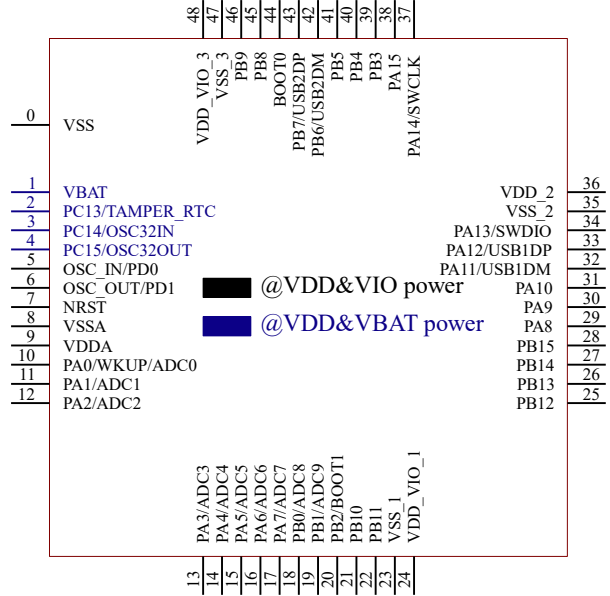 48
47
46
45
44
43
42
41
40
39
38
37
VDD_VIO_3
VSS_3
PB9
PB8
BOOT0
PB7/USB2DP
PB6/USB2DM
PB5
PB4
PB3
PA15
PA14/SWCLK
0 VSS
1 VBAT
2 PC13/TAMPER_RTC
3 PC14/OSC32IN
4 PC15/OSC32OUT
5 OSC_IN/PD0
6 OSC_OUT/PD1
7 NRST
8 VSSA
9 VDDA
10 PA0/WKUP/ADC0
11 PA1/ADC1
12 PA2/ADC2
@VDD&VIO power
@VDD&VBAT power
VDD_2 36
VSS_2 35
PA13/SWDIO 34
PA12/USB1DP 33
PA11/USB1DM 32
PA10 31
PA9 30
PA8 29
PB15 28
PB14 27
PB13 26
PB12 25
PA3/ADC3
PA4/ADC4
PA5/ADC5
PA6/ADC6
PA7/ADC7
PB0/ADC8
PB1/ADC9
PB2/BOOT1
PB10
PB11
VSS_1
VDD_VIO_1
13
14
15
16
17
18
19
20
21
22
23
24